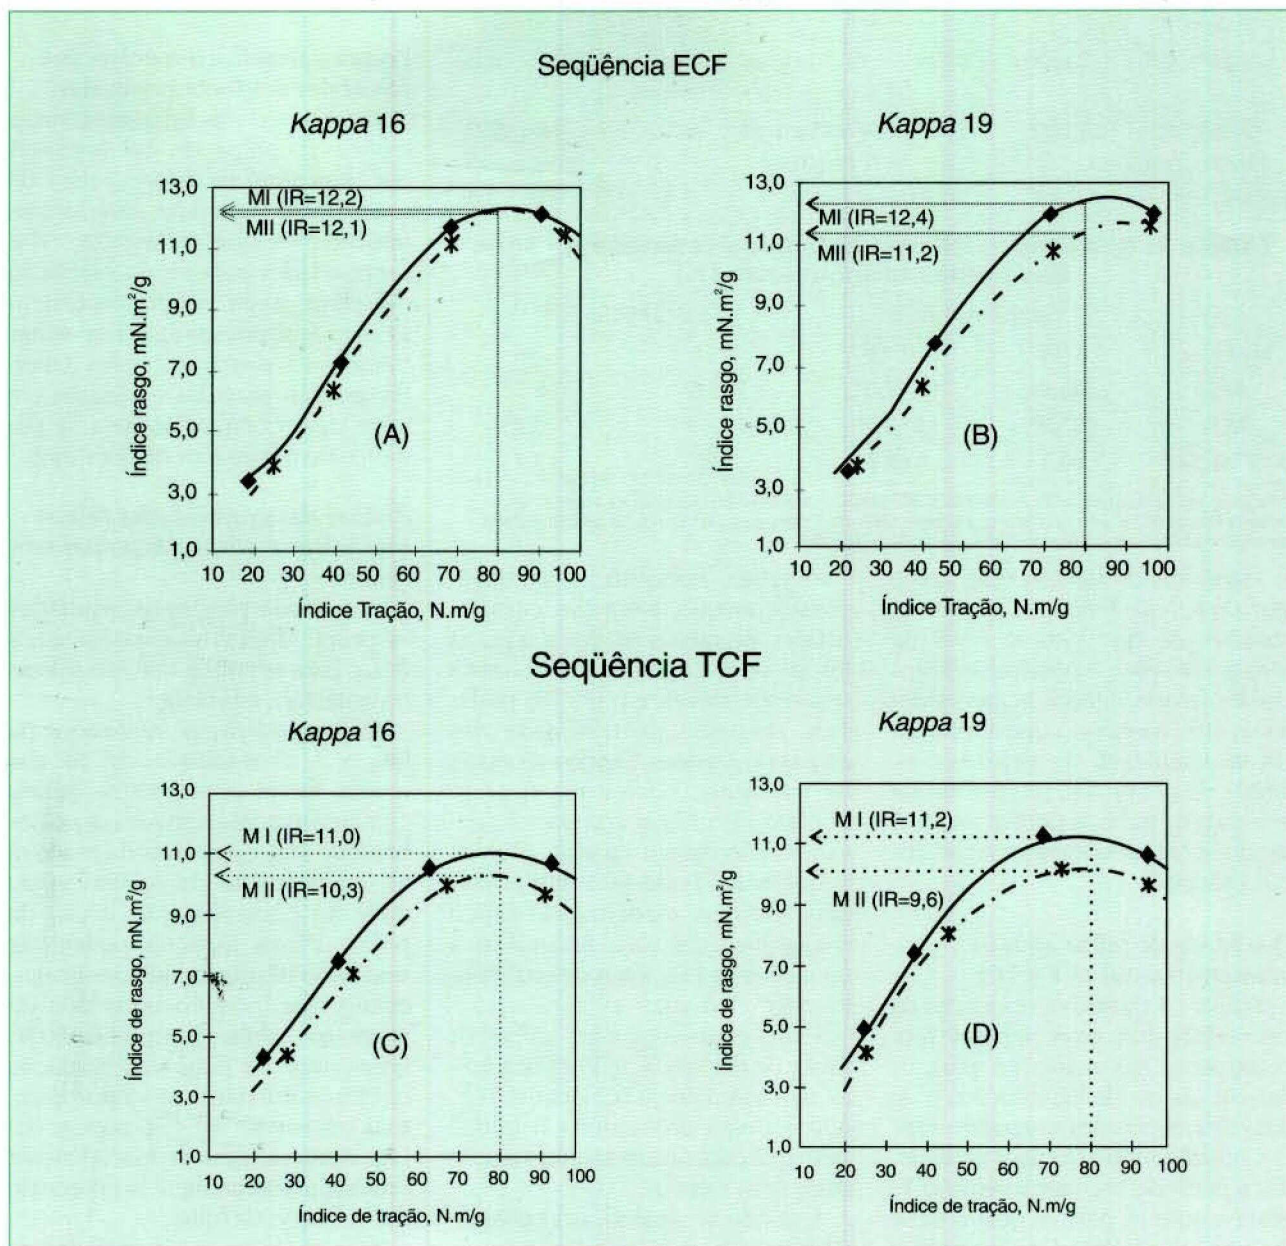 Seqüência ECF
Kappa 16
13,0
11,0
9,0
7,0
5,0
3,0
1,0
MI (IR=12,2)
MII (IR=12,1)
(A)
10 20 30 40 50 60 70 80 90 100
Índice rasgo, mN.m²/g
Índice Tração, N.m/g
Kappa 19
13,0
11,0
9,0
7,0
5,0
3,0
1,0
MI (IR=12,4)
MII (IR=11,2)
(B)
10 20 30 40 50 60 70 80 90 100
Índice rasgo, mN.m²/g
Índice Tração, N.m/g
Seqüência TCF
Kappa 16
13,0
11,0
9,0
7,0
5,0
3,0
1,0
M I (IR=11,0)
M II (IR=10,3)
(C)
10 20 30 40 50 60 70 80 90 100
Índice de rasgo, mN.m²/g
Índice de tração, N.m/g
Kappa 19
13,0
11,0
9,0
7,0
5,0
3,0
1,0
M I (IR=11,2)
M II (IR=9,6)
(D)
10 20 30 40 50 60 70 80 90 100
Índice de rasgo, mN.m²/g
Índice de tração, N.m/g